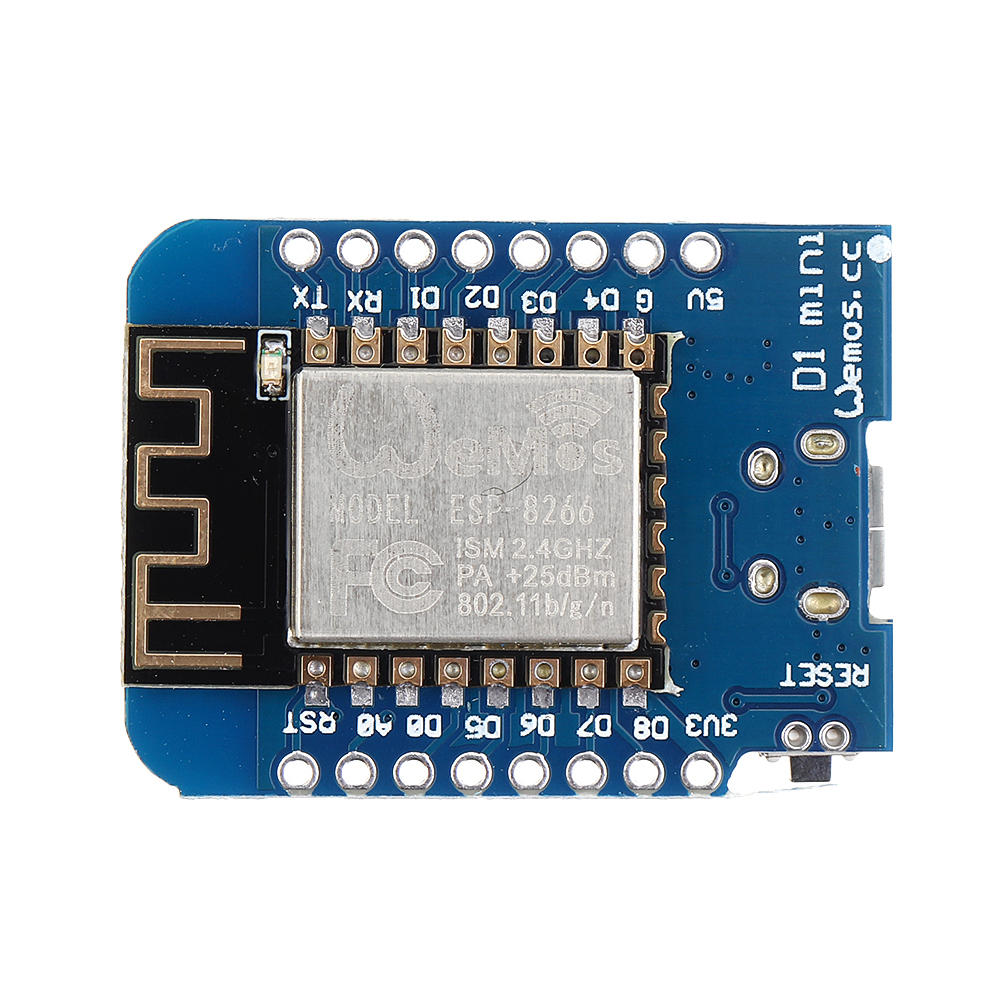 TX RX D1 D2 D3 D4 G 5V
D1 mini
Wemos.cc
WeMos
MODEL ESP-8266
FC
ISM 2.4GHZ
PA +25dBm
802.11b/g/n
RESET
RST A0 D0 D5 D6 D7 D8 3V3